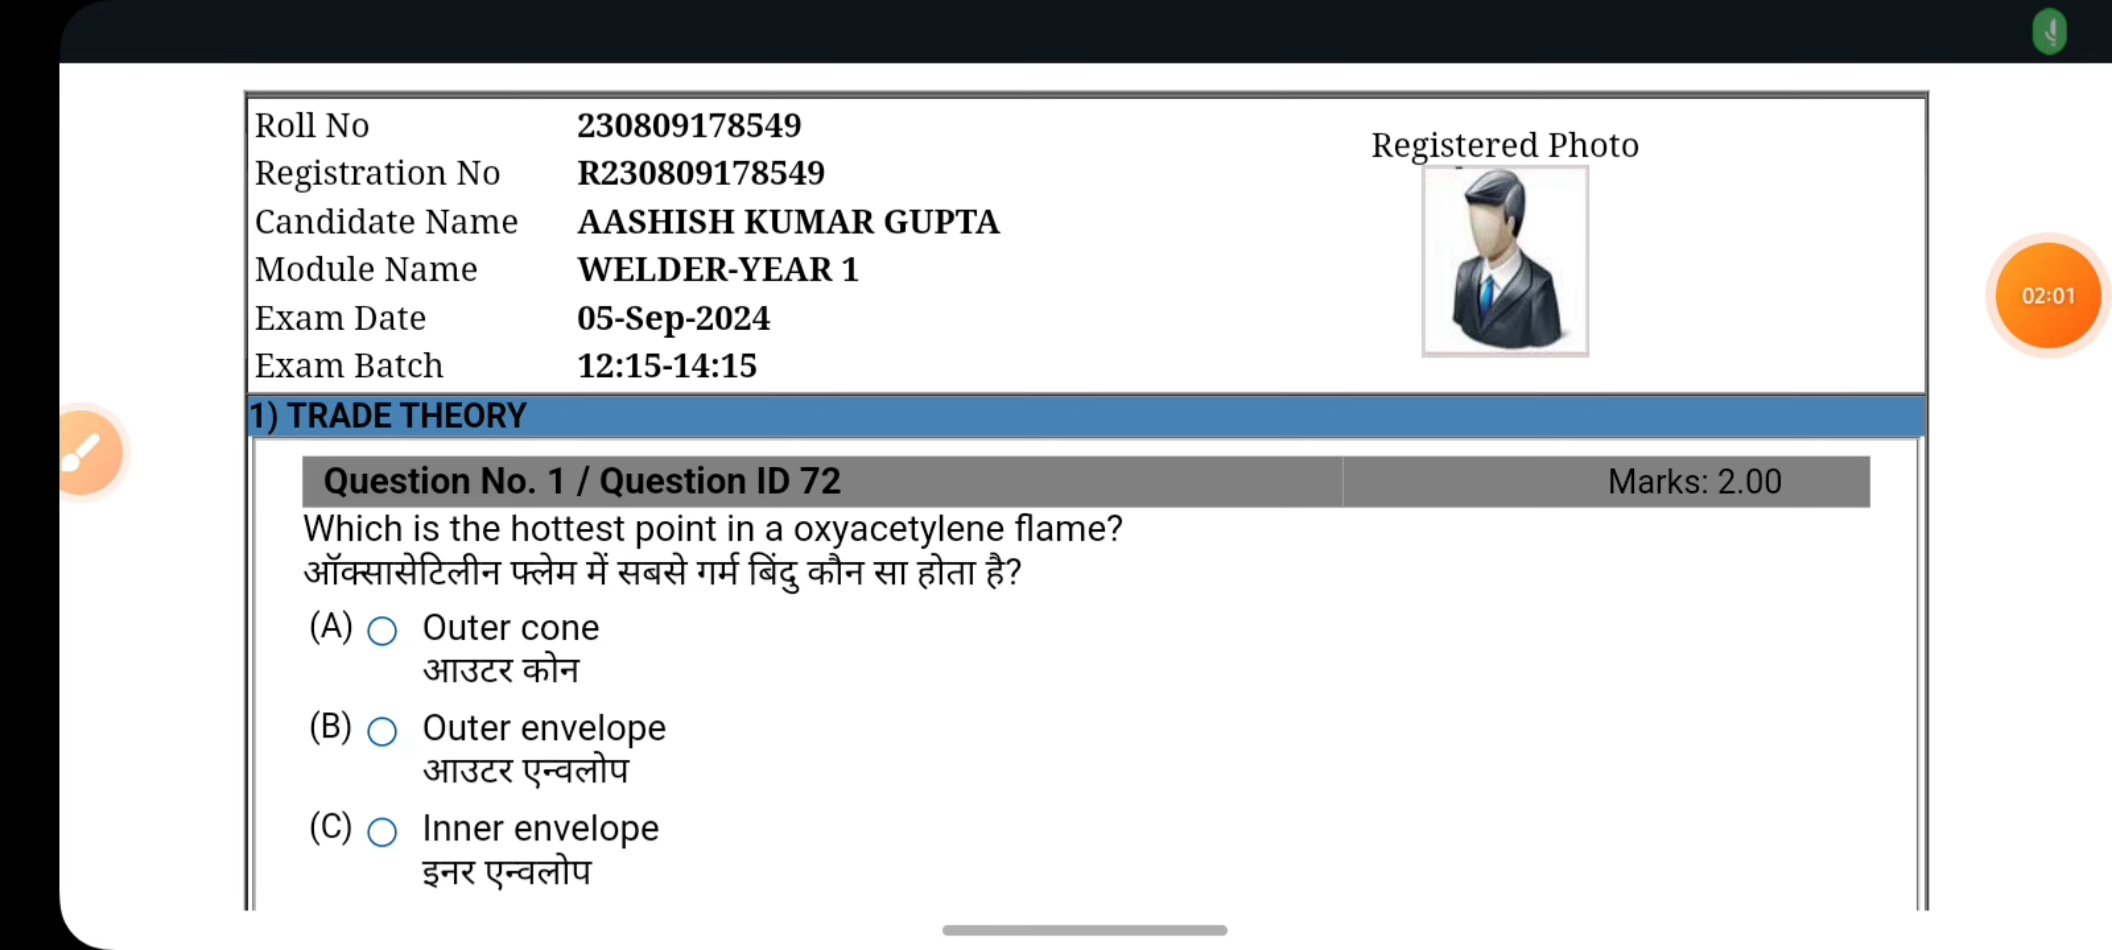 Roll No 230809178549
Registration No R230809178549
Candidate Name AASHISH KUMAR GUPTA
Module Name WELDER-YEAR 1
Exam Date 05-Sep-2024
Exam Batch 12:15-14:15
Registered Photo
02:01
1) TRADE THEORY
Question No. 1 / Question ID 72 Marks: 2.00
Which is the hottest point in a oxyacetylene flame?
ऑक्सासेटिलीन फ्लेम में सबसे गर्म बिंदु कौन सा होता है?
(A) Outer cone
आउटर कोन
(B) Outer envelope
आउटर एन्वलोप
(C) Inner envelope
इनर एन्वलोप